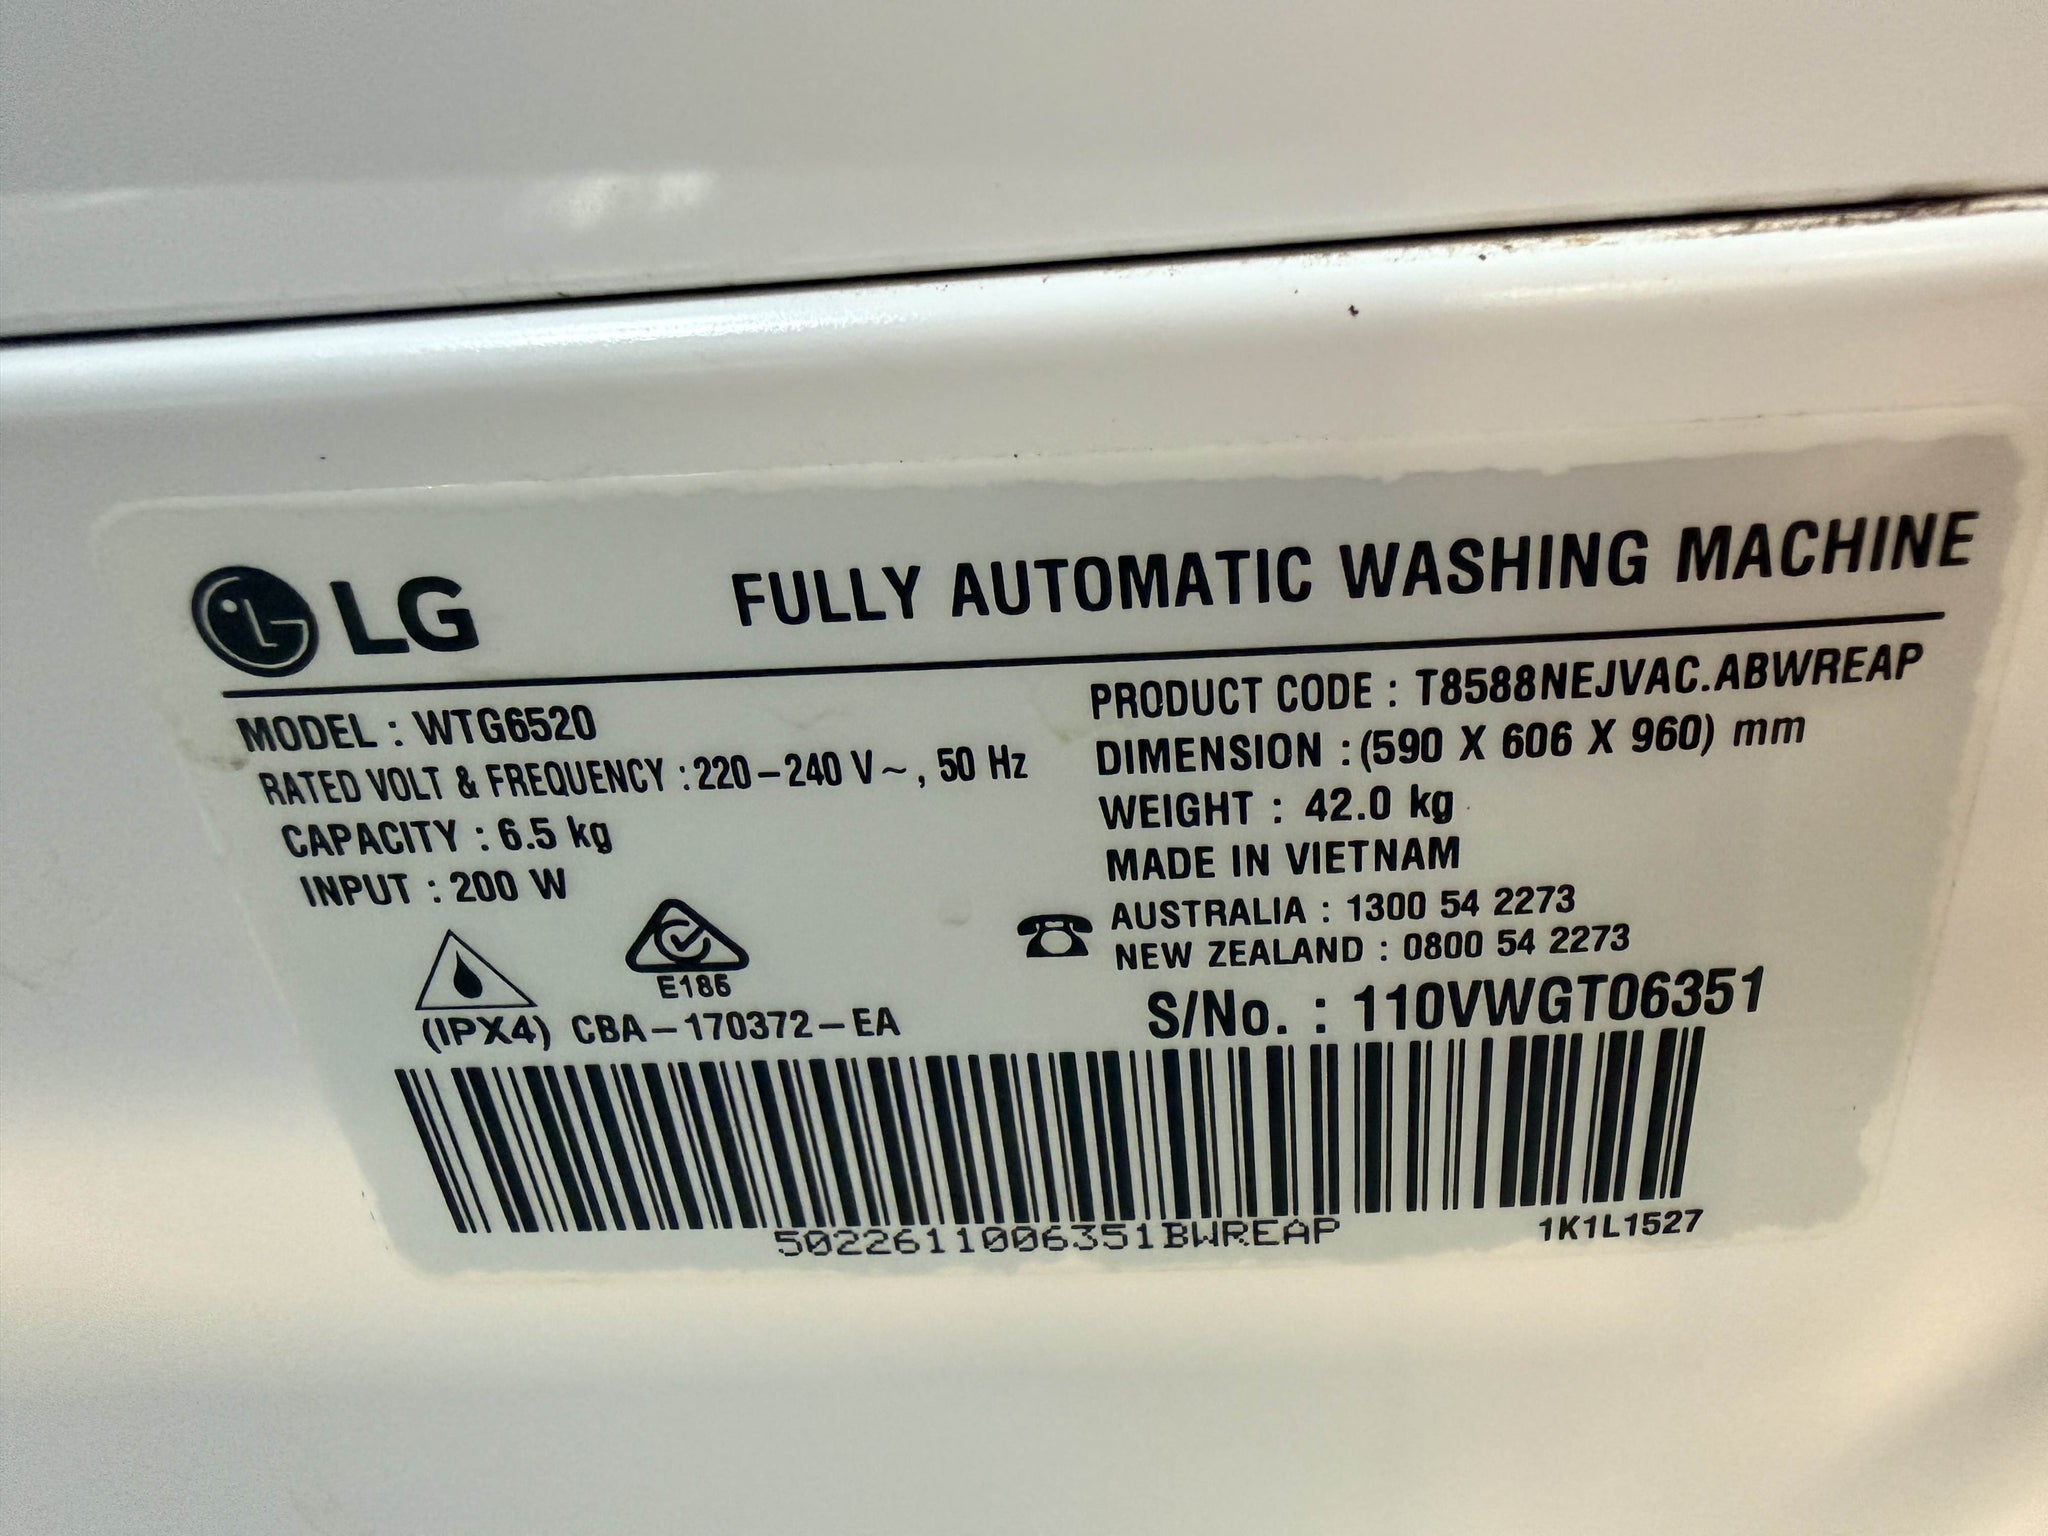 LG FULLY AUTOMATIC WASHING MACHINE
MODEL : WTG6520
RATED VOLT & FREQUENCY : 220-240 V~, 50 Hz
CAPACITY : 6.5 kg
INPUT : 200 W
PRODUCT CODE : T8588NEJVAC.ABWREAP
DIMENSION : (590 X 606 X 960) mm
WEIGHT : 42.0 kg
MADE IN VIETNAM
AUSTRALIA : 1300 54 2273
NEW ZEALAND : 0800 54 2273
E186
(IPX4) CBA-170372-EA
S/No. : 110VWGT06351
5022611006351BWREAP
1K1L1527